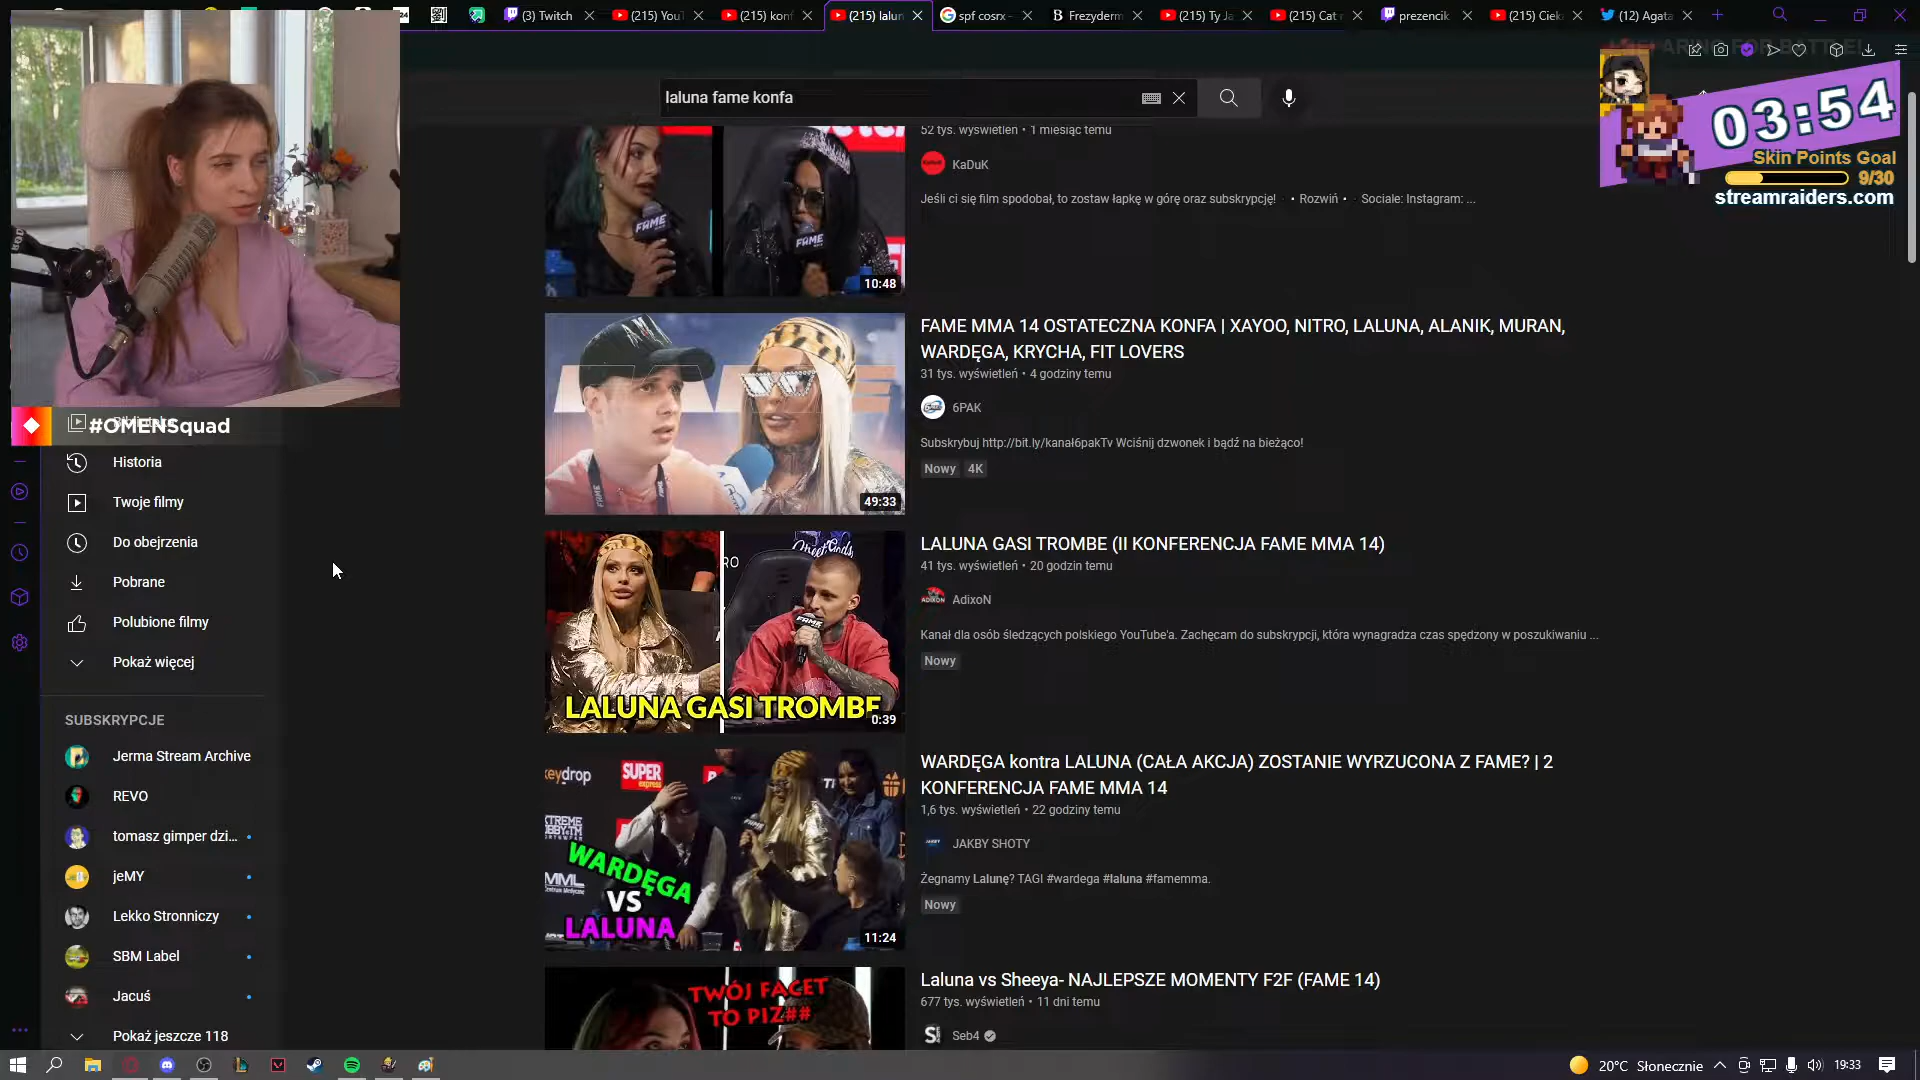 (3) Twitch
(215) YouT
(215) konf
(215) lalun
spf cosrx -
Frezyderm
(215) Ty Ja
(215) Cat
prezencik
(215) Ciek
(12) Agata
laluna fame konfa
03:54
Skin Points Goal
9/30
streamraiders.com
52 tys. wyświetleń • 1 miesiąc temu
KaDuK
Jeśli ci się film spodobał, to zostaw łapkę w górę oraz subskrypcję! • Rozwiń • Sociale: Instagram: ...
FAME
FAME
10:48
FAME MMA 14 OSTATECZNA KONFA | XAYOO, NITRO, LALUNA, ALANIK, MURAN,
WARDĘGA, KRYCHA, FIT LOVERS
31 tys. wyświetleń • 4 godziny temu
6PAK
Subskrybuj http://bit.ly/kanał6pakTv Wciśnij dzwonek i bądź na bieżąco!
Nowy 4K
49:33
#OMENSquad
Historia
Twoje filmy
Do obejrzenia
Pobrane
Polubione filmy
Pokaż więcej
LALUNA GASI TROMBE (II KONFERENCJA FAME MMA 14)
41 tys. wyświetleń • 20 godzin temu
AdixoN
Kanał dla osób śledzących polskiego YouTube'a. Zachęcam do subskrypcji, która wynagradza czas spędzony w poszukiwaniu ...
Nowy
FAME
LALUNA GASI TROMBE
0:39
SUBSKRYPCJE
Jerma Stream Archive
REVO
tomasz gimper dzi...
jeMY
Lekko Stronniczy
SBM Label
Jacuś
Pokaż jeszcze 118
WARDĘGA kontra LALUNA (CAŁA AKCJA) ZOSTANIE WYRZUCONA Z FAME? | 2
KONFERENCJA FAME MMA 14
1,6 tys. wyświetleń • 22 godziny temu
JAKBY SHOTY
Żegnamy Lalunę? TAGI #wardega #laluna #famemma.
Nowy
keydrop
SUPER
express
WARDĘGA
VS
LALUNA
11:24
Laluna vs Sheeya- NAJLEPSZE MOMENTY F2F (FAME 14)
677 tys. wyświetleń • 11 dni temu
Seb4
TWÓJ FACET
TO PIZ##
20°C Słonecznie
19:33